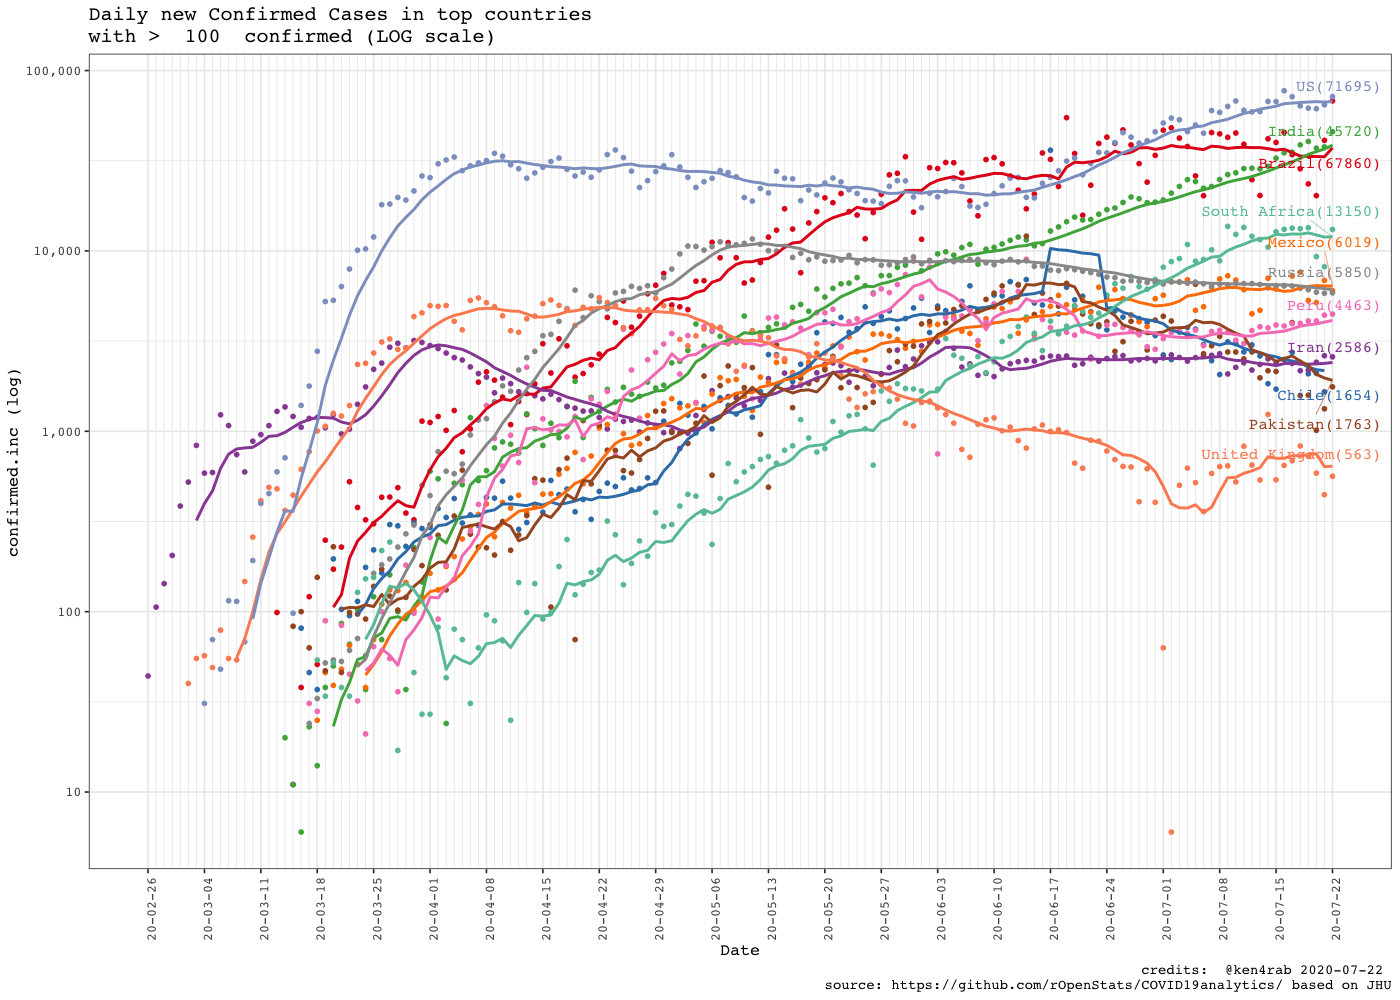 Daily new Confirmed Cases in top countries
with >  100  confirmed (LOG scale)
100,000
10,000
1,000
100
10
confirmed.inc (log)
US(71695)
India(45720)
Brazil(67860)
South Africa(13150)
Mexico(6019)
Russia(5850)
Peru(4463)
Iran(2586)
Chile(1654)
Pakistan(1763)
United Kingdom(563)
20-02-26
20-03-04
20-03-11
20-03-18
20-03-25
20-04-01
20-04-08
20-04-15
20-04-22
20-04-29
20-05-06
20-05-13
20-05-20
20-05-27
20-06-03
20-06-10
20-06-17
20-06-24
20-07-01
20-07-08
20-07-15
20-07-22
Date
credits:  @ken4rab 2020-07-22
source: https://github.com/rOpenStats/COVID19analytics/ based on JHU